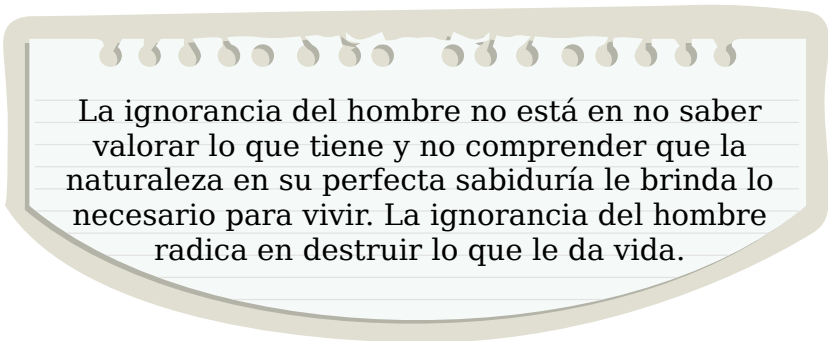 La ignorancia del hombre no está en no saber
valorar lo que tiene y no comprender que la
naturaleza en su perfecta sabiduría le brinda lo
necesario para vivir. La ignorancia del hombre
radica en destruir lo que le da vida.